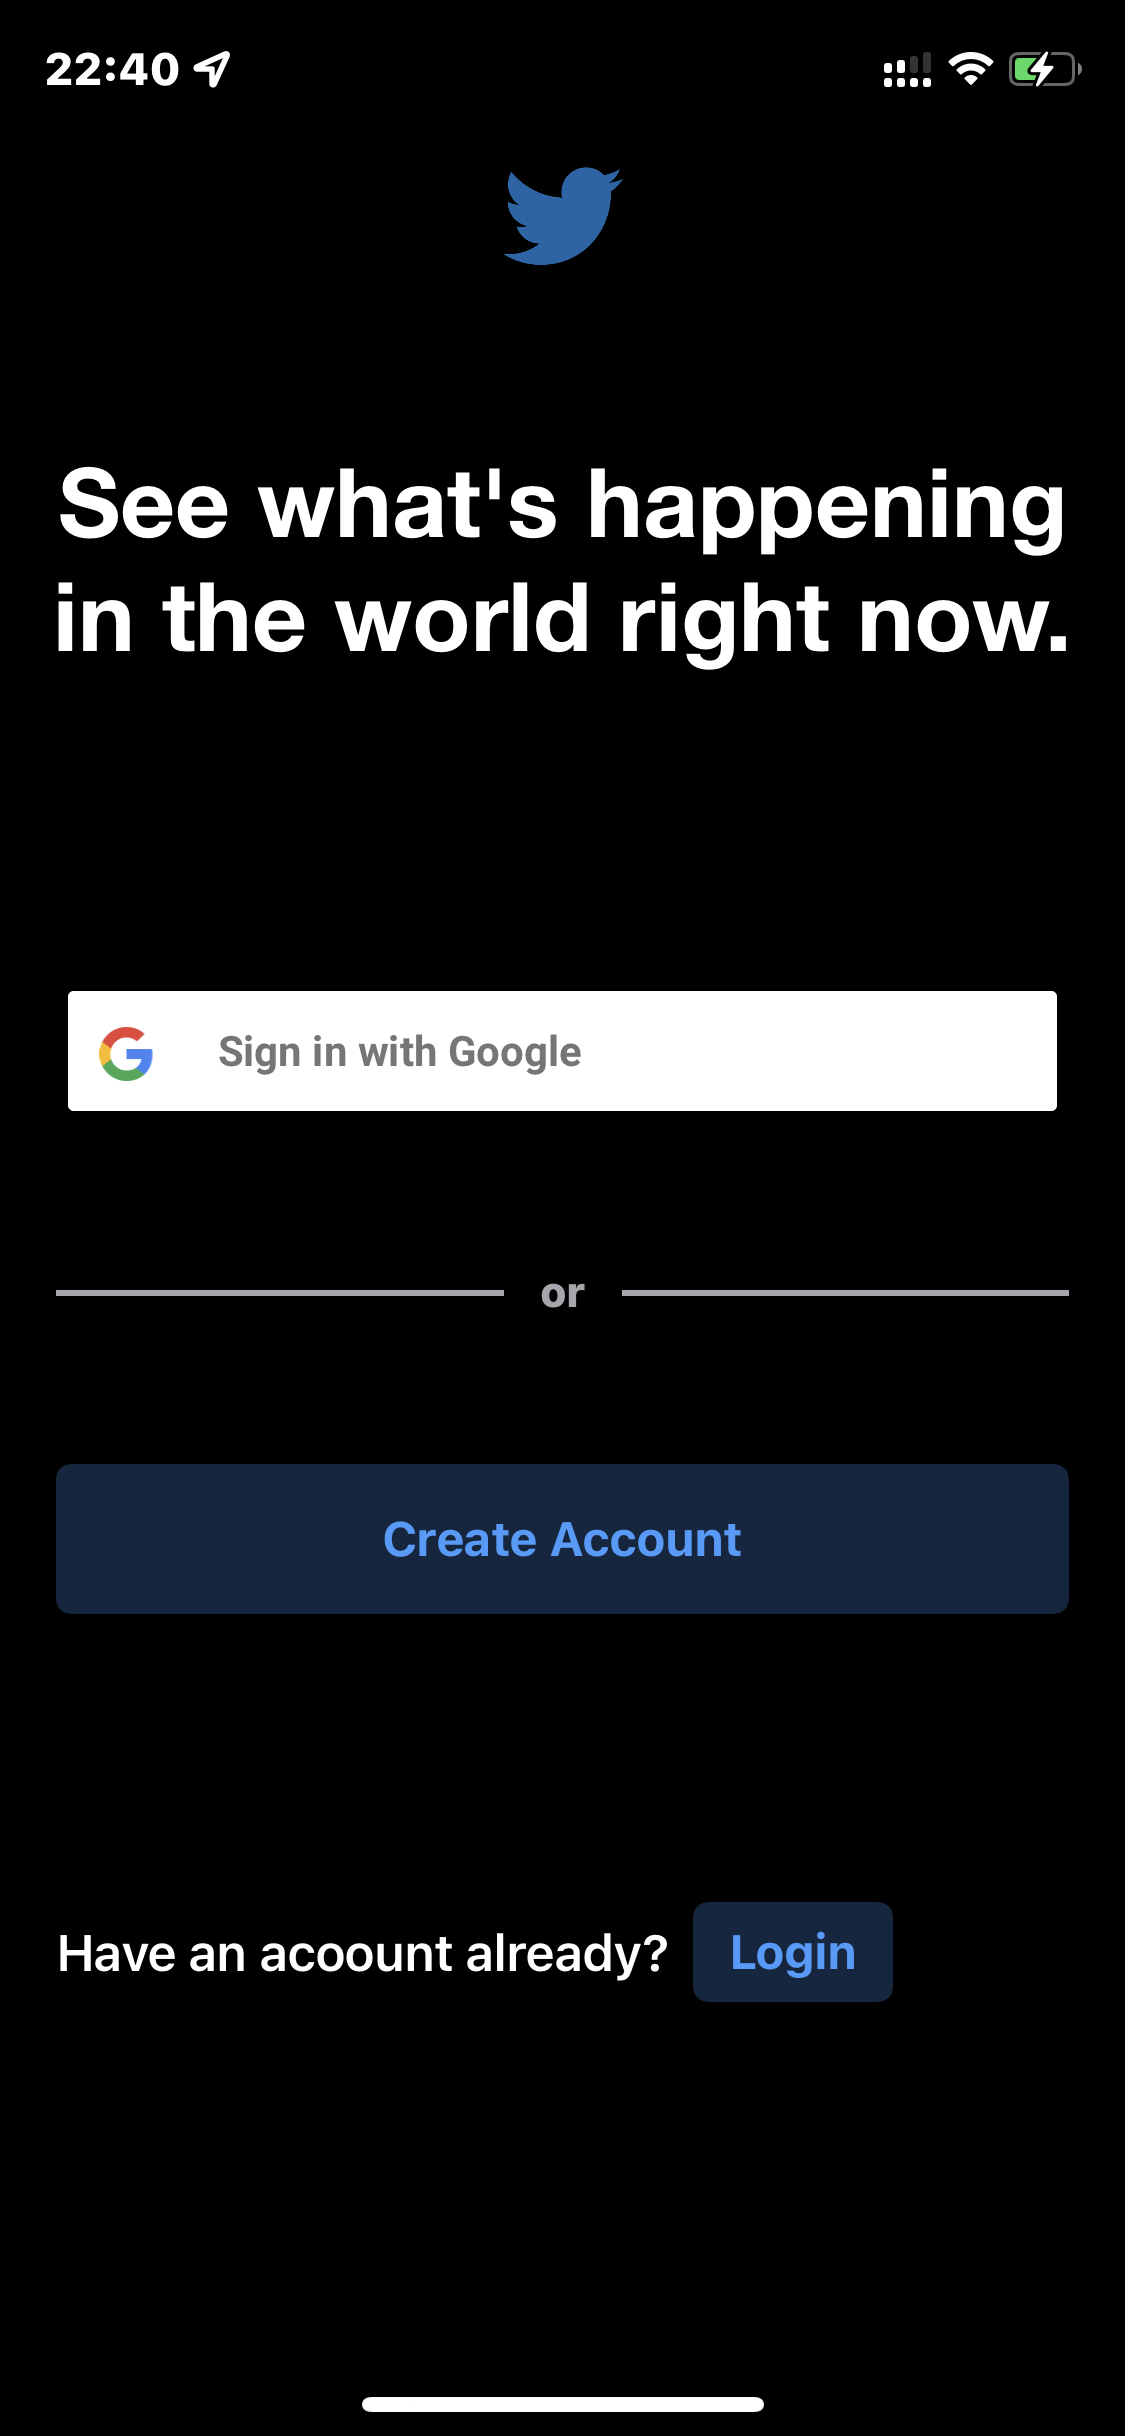 22:40
See what's happening
in the world right now.
Sign in with Google
or
Create Account
Have an acoount already?
Login